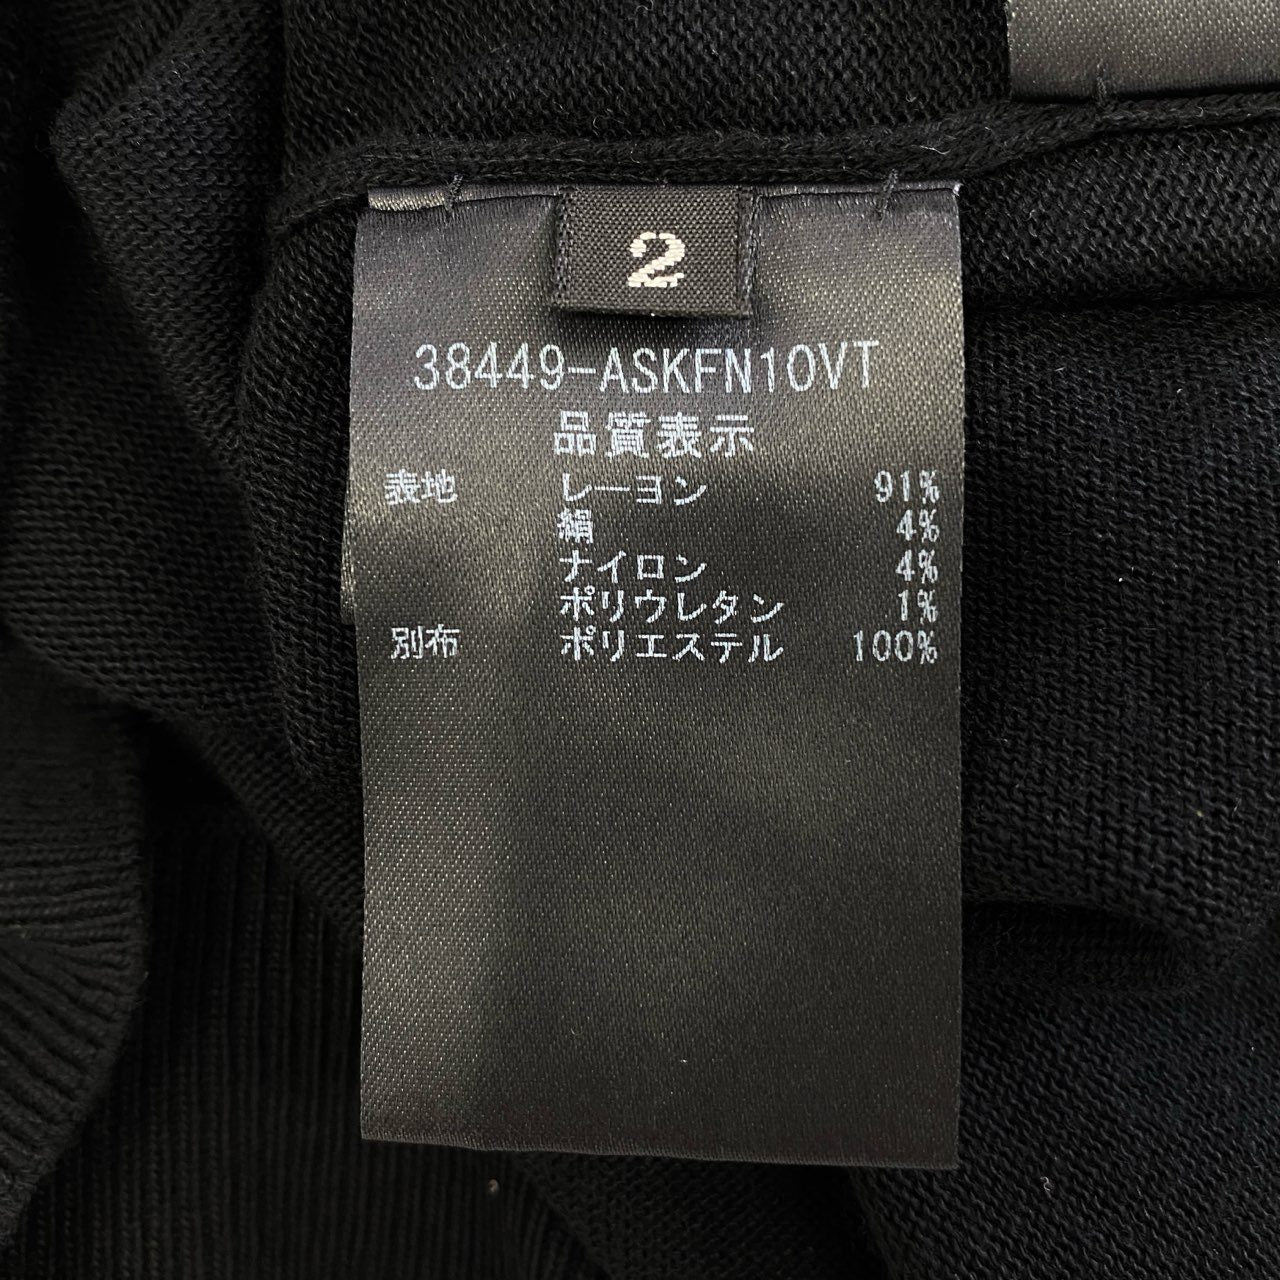 2
38449-ASKFN10VT
品質表示
表地 レーヨン 91%
絹 4%
ナイロン 4%
ポリウレタン 1%
別布 ポリエステル 100%